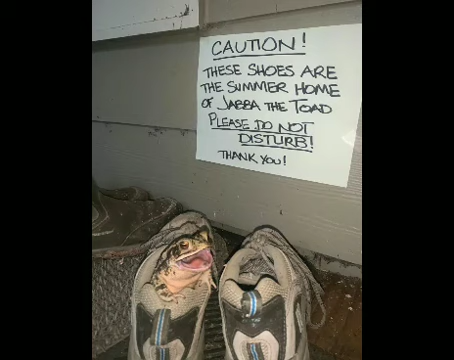 CAUTION!
THESE SHOES ARE
THE SUMMER HOME
OF JABBA THE TOAD
PLEASE DO NOT
DISTURB!
THANK YOU!